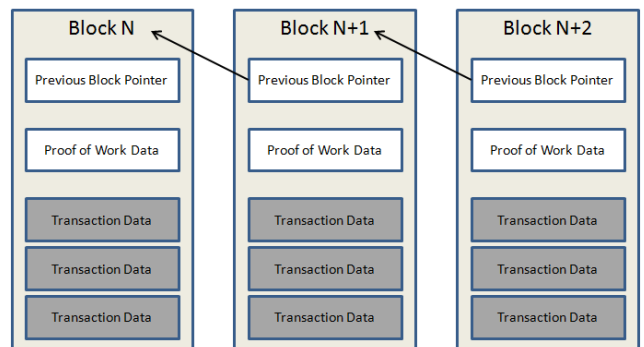 Block N
Previous Block Pointer
Proof of Work Data
Transaction Data
Transaction Data
Transaction Data
Block N+1
Previous Block Pointer
Proof of Work Data
Transaction Data
Transaction Data
Transaction Data
Block N+2
Previous Block Pointer
Proof of Work Data
Transaction Data
Transaction Data
Transaction Data